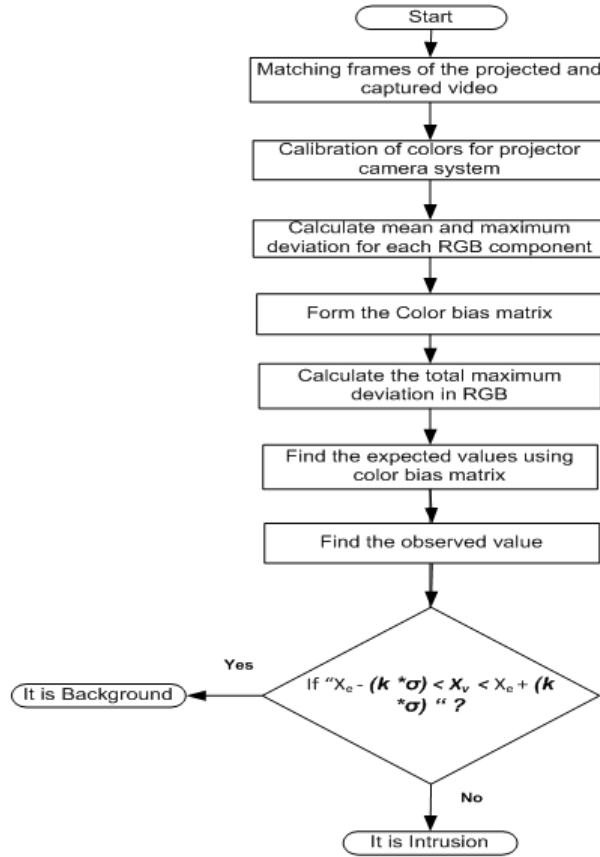 Start
Matching frames of the projected and
captured video
Calibration of colors for projector
camera system
Calculate mean and maximum
deviation for each RGB component
Form the Color bias matrix
Calculate the total maximum
deviation in RGB
Find the expected values using
color bias matrix
Find the observed value
Yes
If “Xe - (k *σ) < Xv < Xe + (k
*σ) “ ?
It is Background
No
It is Intrusion